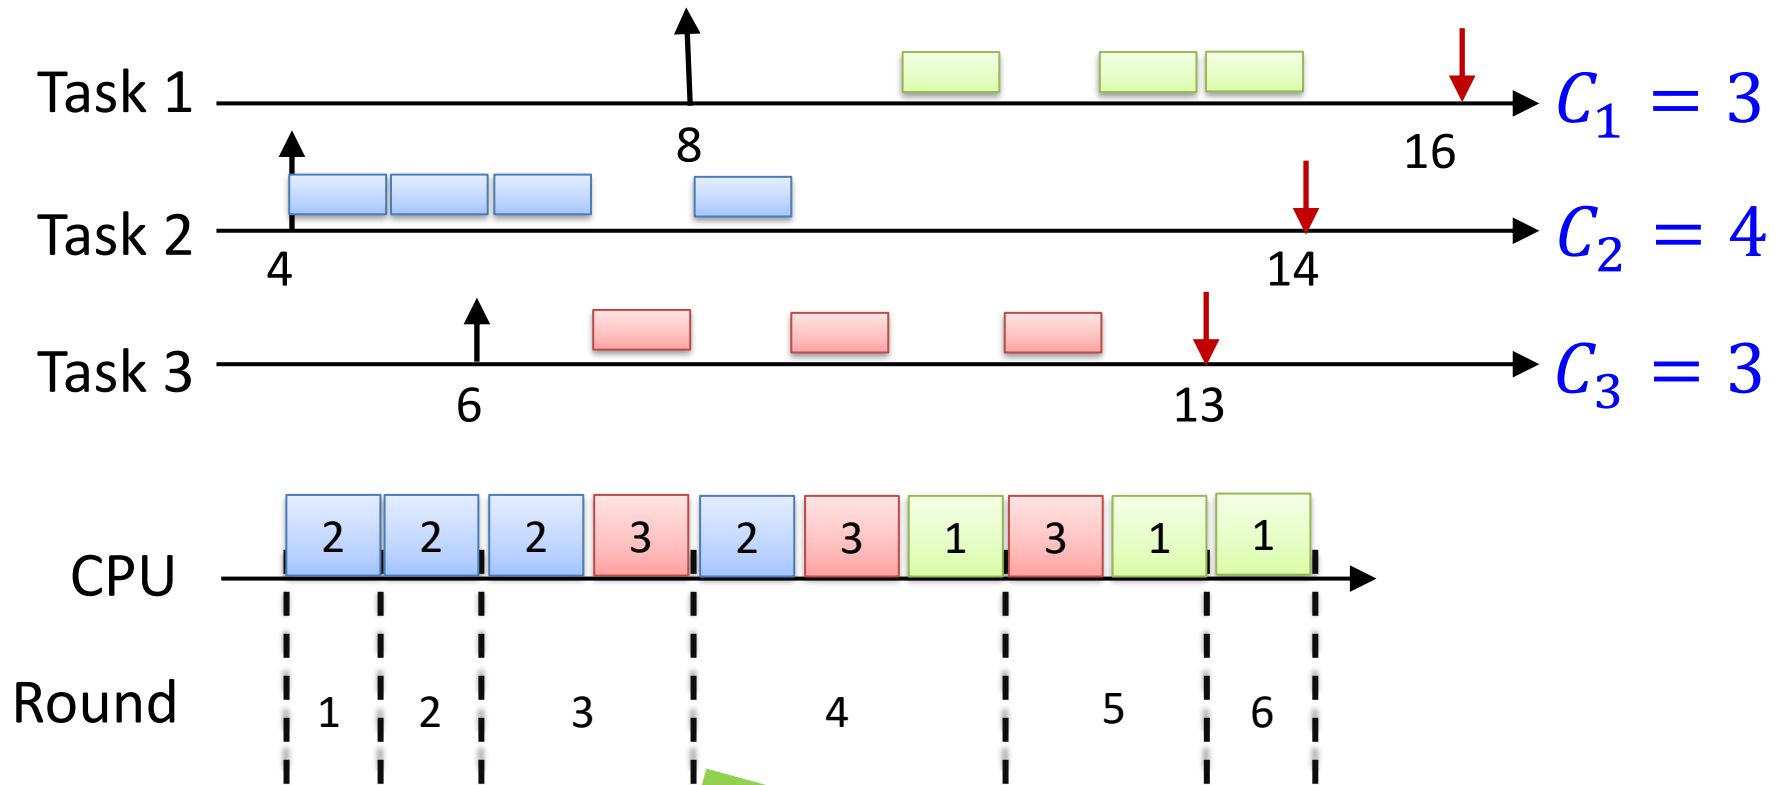 Task 1 8 16 C₁ = 3
Task 2 4 14 C₂ = 4
Task 3 6 13 C₃ = 3
CPU 2 2 2 3 2 3 1 3 1 1
Round 1 2 3 4 5 6